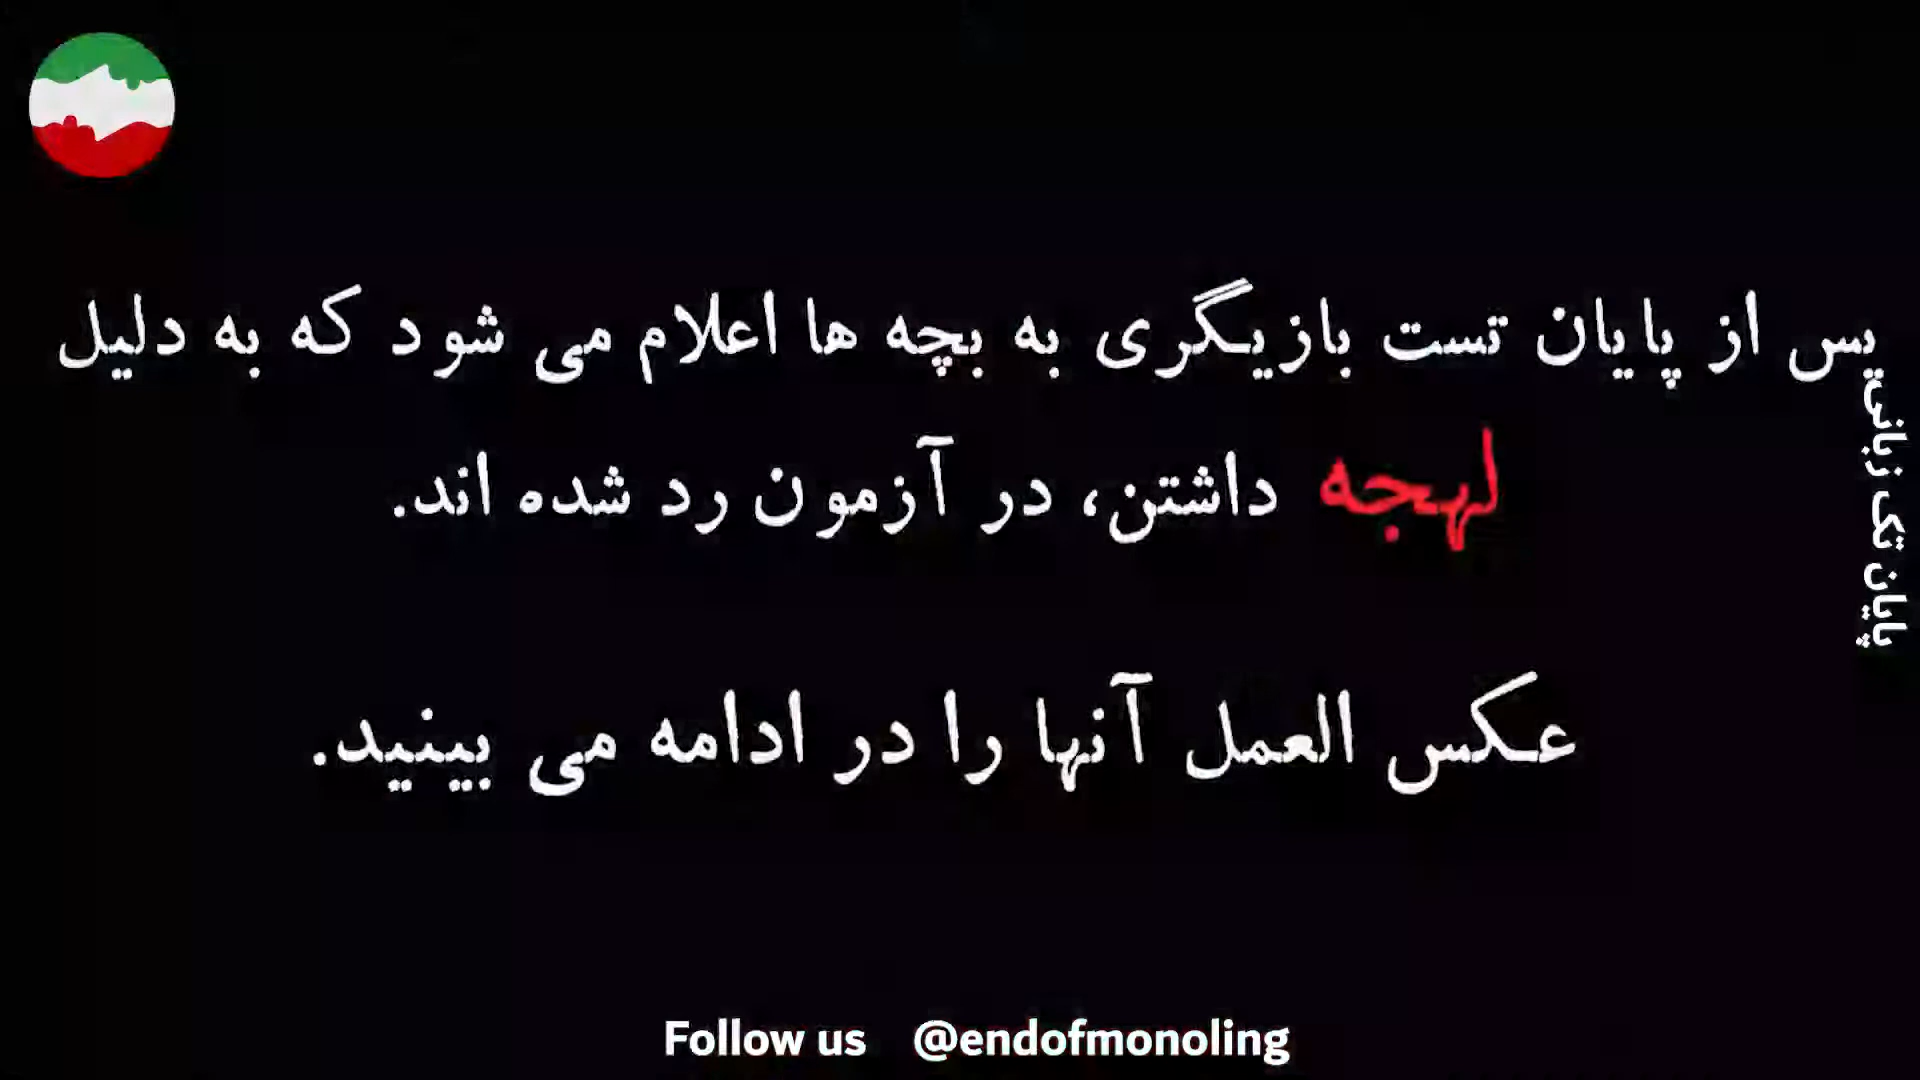 پس از پایان تست بازیگری به بچه ها اعلام می شود که به دلیل
لهجه داشتن، در آزمون رد شده اند.
عکس العمل آنها را در ادامه می بینید.
پایان تک زبانی
Follow us @endofmonoling